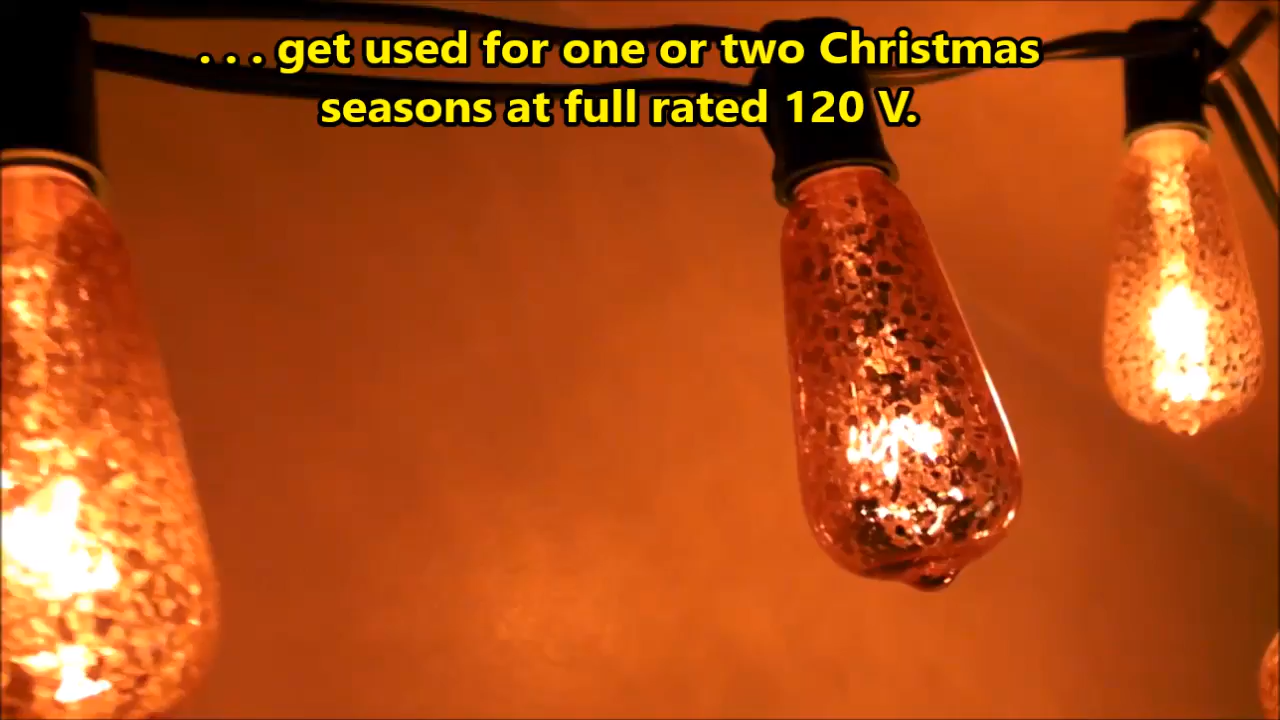 . . . get used for one or two Christmas
seasons at full rated 120 V.